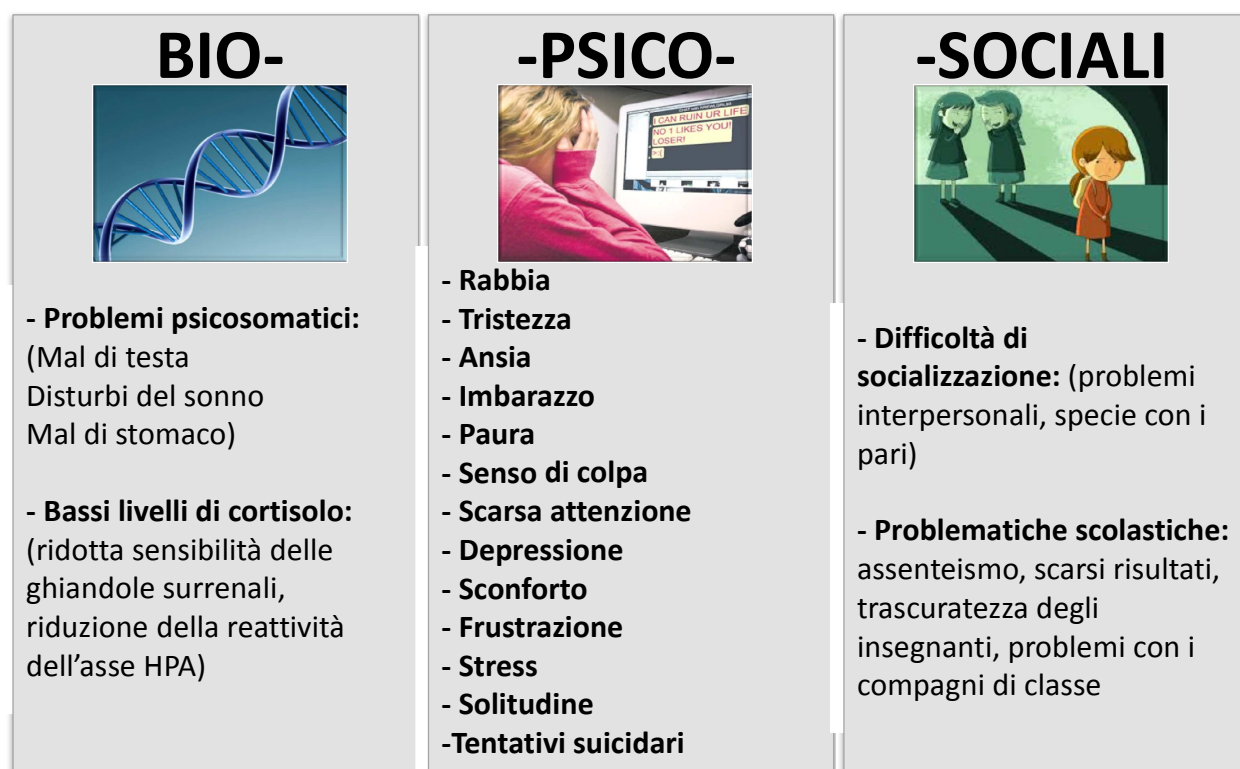 BIO-
- Problemi psicosomatici:
(Mal di testa
Disturbi del sonno
Mal di stomaco)
- Bassi livelli di cortisolo:
(ridotta sensibilità delle
ghiandole surrenali,
riduzione della reattività
dell’asse HPA)
-PSICO-
I CAN RUIN UR LIFE
NO 1 LIKES YOU!
LOSER!
>:(
- Rabbia
- Tristezza
- Ansia
- Imbarazzo
- Paura
- Senso di colpa
- Scarsa attenzione
- Depressione
- Sconforto
- Frustrazione
- Stress
- Solitudine
-Tentativi suicidari
-SOCIALI
- Difficoltà di
socializzazione: (problemi
interpersonali, specie con i
pari)
- Problematiche scolastiche:
assenteismo, scarsi risultati,
trascuratezza degli
insegnanti, problemi con i
compagni di classe